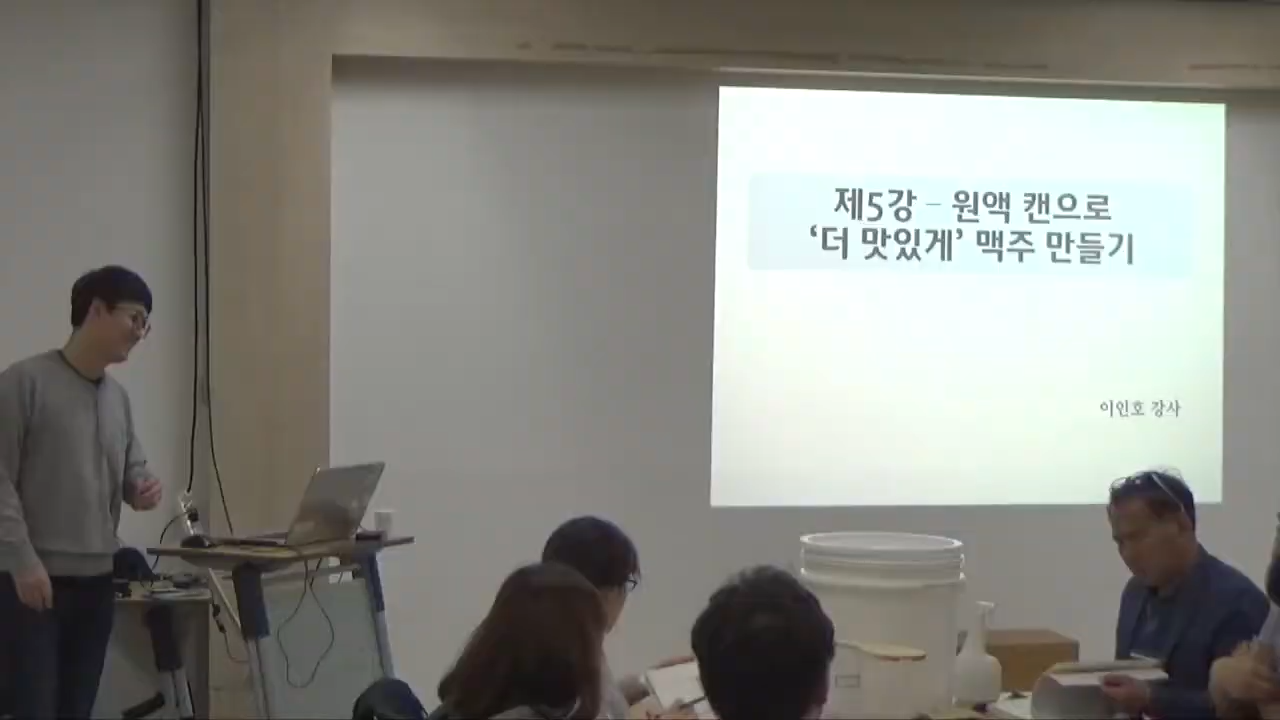 제5강 – 원액 캔으로
‘더 맛있게’ 맥주 만들기
이인호 강사